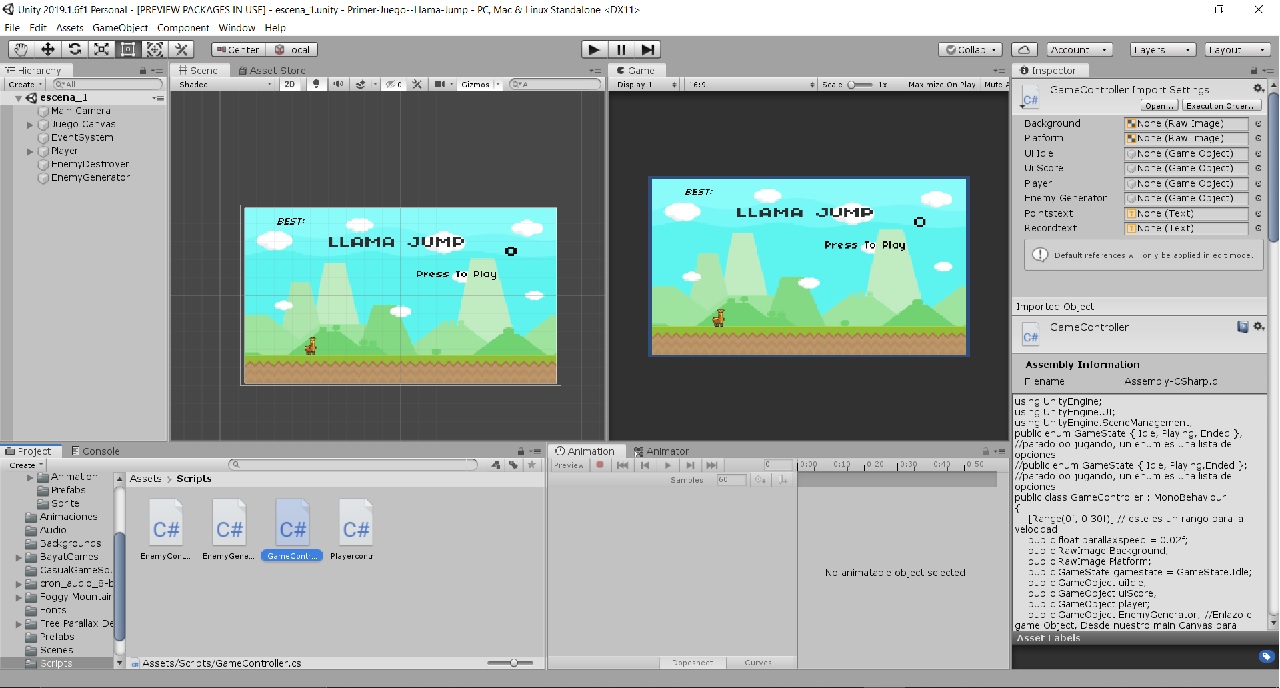 Unity 2019.1.6f1 Personal - [PREVIEW PACKAGES IN USE] - escena_1.unity - Primer-Juego--Llama-Jump - PC, Mac & Linux Standalone <DX11>
File Edit Assets GameObject Component Window Help
Center Local Collab Account Layers Layout
Hierarchy
Create All
escena_1
Main Camera
Juego Canvas
EventSystem
Player
EnemyDestroyer
EnemyGenerator
Scene Asset Store
Shaded 2D 0 Gizmos All
BEST:
LLAMA JUMP
0
Press To Play
Game
Display 1 16:9 Scale 1x Maximize On Play Mute A
BEST:
LLAMA JUMP
0
Press To Play
Inspector
GameController Import Settings
Open... Execution Order...
Background None (Raw Image)
Platform None (Raw Image)
Ui Idle None (Game Object)
Ui Score None (Game Object)
Player None (Game Object)
Enemy Generator None (Game Object)
Pointstext None (Text)
Recordtext None (Text)
Default references will only be applied in edit mode.
Imported Object
GameController
Assembly Information
Filename Assembly-CSharp.d
using UnityEngine;
using UnityEngine.UI;
using UnityEngine.SceneManagement;
public enum GameState { Idle, Playing, Ended };
//parado oo jugando, un enum es una lista de
opciones
//public enum GameState { Idle, Playing,Ended };
//parado oo jugando, un enum es una lista de
opciones
public class GameController : MonoBehaviour
{
[Range(0f, 0.30f)] // este es un rango para la
velocidad
public float parallaxspeed = 0.02f;
public RawImage Background;
public RawImage Platform;
public GameState gamestate = GameState.Idle;
public GameObject uiIdle;
public GameObject uiScore;
public GameObject player;
public GameObject EnemyGenerator; //Enlazo e
game Object, Desde nuestro main Canvas para
Asset Labels
Project Console
Create
Animation
Prefabs
Sprite
Animaciones
Audio
Backgrounds
BayatGames
CasualGameSo
cron_audio_8-b
Foggy Mountain
Fonts
Free Parallax De
Prefabs
Scenes
Scripts
Assets > Scripts
EnemyCont... EnemyGene... GameContr... Playercontr
Assets/Scripts/GameController.cs
Animation Animator
Preview 0 0:00 0:10 0:20 0:30 0:40 0:50
Samples 60
No animatable object selected
Dopesheet Curves